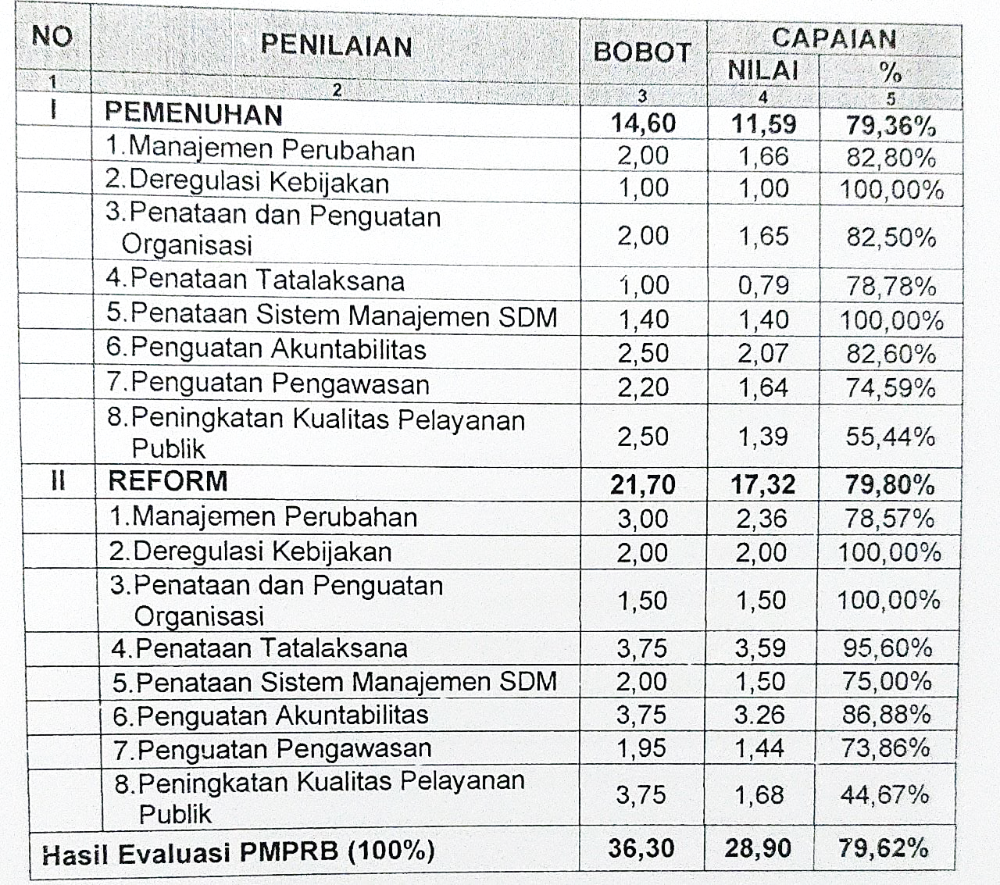 NO PENILAIAN BOBOT CAPAIAN
NILAI %
1 2 3 4 5
I PEMENUHAN 14,60 11,59 79,36%
1.Manajemen Perubahan 2,00 1,66 82,80%
2.Deregulasi Kebijakan 1,00 1,00 100,00%
3.Penataan dan Penguatan
Organisasi 2,00 1,65 82,50%
4.Penataan Tatalaksana 1,00 0,79 78,78%
5.Penataan Sistem Manajemen SDM 1,40 1,40 100,00%
6.Penguatan Akuntabilitas 2,50 2,07 82,60%
7.Penguatan Pengawasan 2,20 1,64 74,59%
8.Peningkatan Kualitas Pelayanan
Publik 2,50 1,39 55,44%
II REFORM 21,70 17,32 79,80%
1.Manajemen Perubahan 3,00 2,36 78,57%
2.Deregulasi Kebijakan 2,00 2,00 100,00%
3.Penataan dan Penguatan
Organisasi 1,50 1,50 100,00%
4.Penataan Tatalaksana 3,75 3,59 95,60%
5.Penataan Sistem Manajemen SDM 2,00 1,50 75,00%
6.Penguatan Akuntabilitas 3,75 3.26 86,88%
7.Penguatan Pengawasan 1,95 1,44 73,86%
8.Peningkatan Kualitas Pelayanan
Publik 3,75 1,68 44,67%
Hasil Evaluasi PMPRB (100%) 36,30 28,90 79,62%